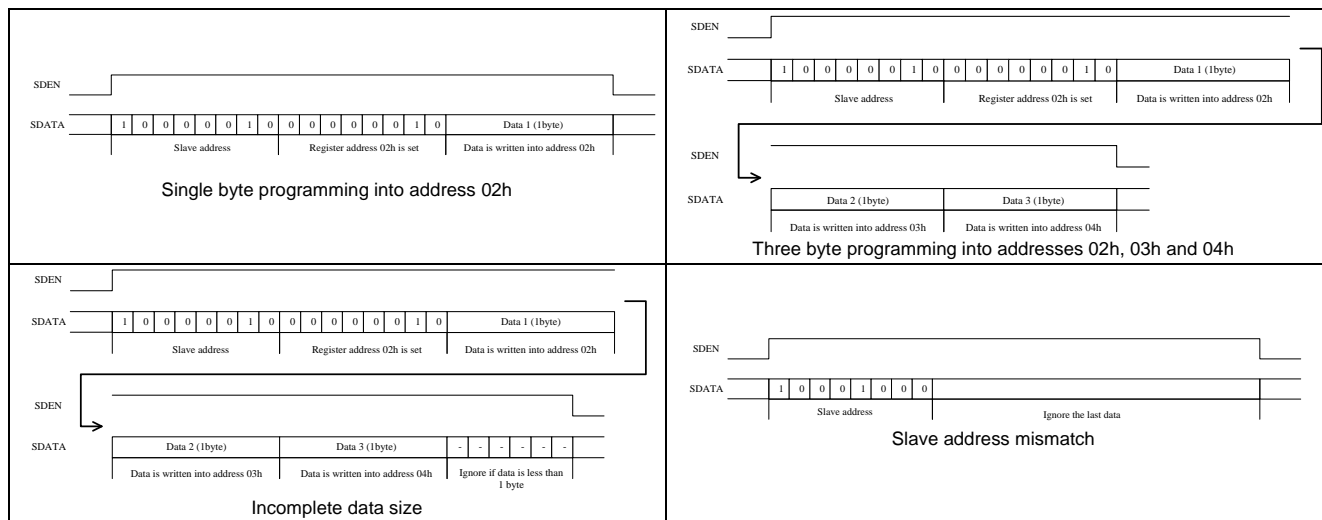 SDEN
SDATA 1 0 0 0 0 0 1 0 0 0 0 0 0 0 1 0 Data 1 (1byte)
Slave address Register address 02h is set Data is written into address 02h
Single byte programming into address 02h
SDEN
SDATA 1 0 0 0 0 0 1 0 0 0 0 0 0 0 1 0 Data 1 (1byte)
Slave address Register address 02h is set Data is written into address 02h
SDEN
SDATA Data 2 (1byte) Data 3 (1byte)
Data is written into address 03h Data is written into address 04h
Three byte programming into addresses 02h, 03h and 04h
SDEN
SDATA 1 0 0 0 0 0 1 0 0 0 0 0 0 0 1 0 Data 1 (1byte)
Slave address Register address 02h is set Data is written into address 02h
SDEN
SDATA Data 2 (1byte) Data 3 (1byte) - - - - - -
Data is written into address 03h Data is written into address 04h Ignore if data is less than
1 byte
Incomplete data size
SDEN
SDATA 1 0 0 0 1 0 0 0
Slave address Ignore the last data
Slave address mismatch